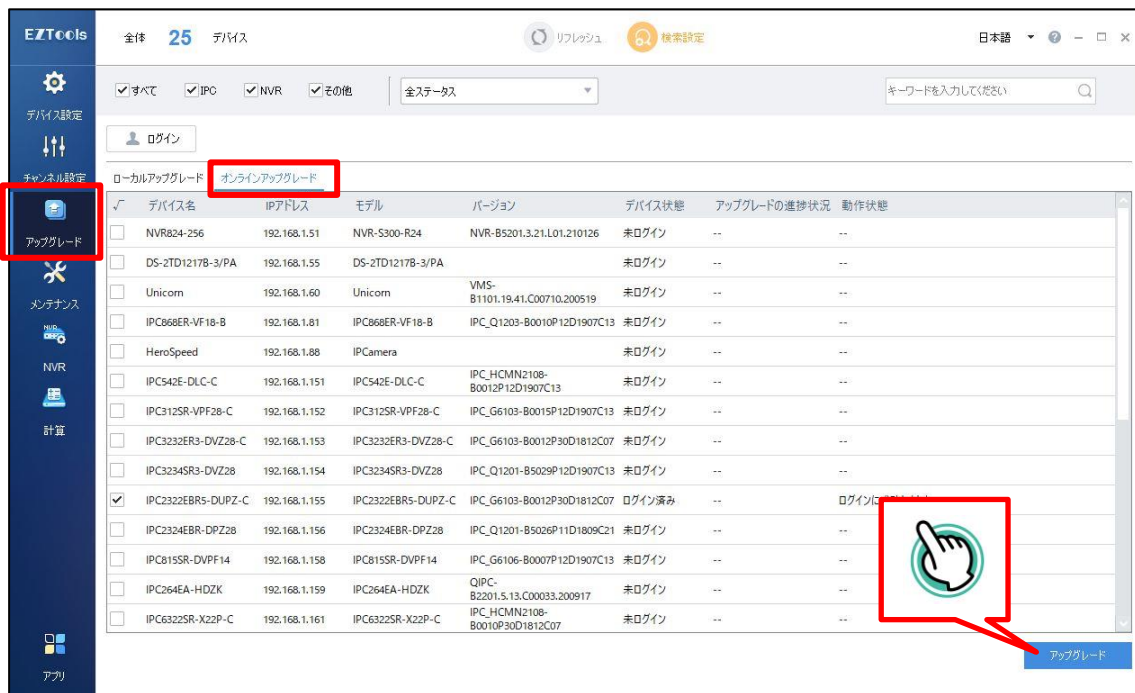 EZTools
全体 25 デバイス
リフレッシュ
検索設定
日本語
デバイス設定
チャンネル設定
アップグレード
メンテナンス
NVR
NVR
計算
アプリ
すべて IPC NVR その他 全ステータス キーワードを入力してください
ログイン
ローカルアップグレード オンラインアップグレード
デバイス名 IPアドレス モデル バージョン デバイス状態 アップグレードの進捗状況 動作状態
NVR824-256 192.168.1.51 NVR-S300-R24 NVR-B5201.3.21.L01.210126 未ログイン -- --
DS-2TD1217B-3/PA 192.168.1.55 DS-2TD1217B-3/PA 未ログイン -- --
Unicorn 192.168.1.60 Unicorn VMS-B1101.19.41.C00710.200519 未ログイン -- --
IPC868ER-VF18-B 192.168.1.81 IPC868ER-VF18-B IPC_Q1203-B0010P12D1907C13 未ログイン -- --
HeroSpeed 192.168.1.88 IPCamera 未ログイン -- --
IPC542E-DLC-C 192.168.1.151 IPC542E-DLC-C IPC_HCMN2108-B0012P12D1907C13 未ログイン -- --
IPC312SR-VPF28-C 192.168.1.152 IPC312SR-VPF28-C IPC_G6103-B0015P12D1907C13 未ログイン -- --
IPC3232ER3-DVZ28-C 192.168.1.153 IPC3232ER3-DVZ28-C IPC_G6103-B0012P30D1812C07 未ログイン -- --
IPC3234SR3-DVZ28 192.168.1.154 IPC3234SR3-DVZ28 IPC_Q1201-B5029P12D1907C13 未ログイン -- --
IPC2322EBR5-DUPZ-C 192.168.1.155 IPC2322EBR5-DUPZ-C IPC_G6103-B0012P30D1812C07 ログイン済み -- ログインに
IPC2324EBR-DPZ28 192.168.1.156 IPC2324EBR-DPZ28 IPC_Q1201-B5026P11D1809C21 未ログイン -- --
IPC815SR-DVPF14 192.168.1.158 IPC815SR-DVPF14 IPC_G6106-B0007P12D1907C13 未ログイン -- --
IPC264EA-HDZK 192.168.1.159 IPC264EA-HDZK QIPC-B2201.5.13.C00033.200917 未ログイン -- --
IPC6322SR-X22P-C 192.168.1.161 IPC6322SR-X22P-C IPC_HCMN2108-B0010P30D1812C07 未ログイン -- --
アップグレード